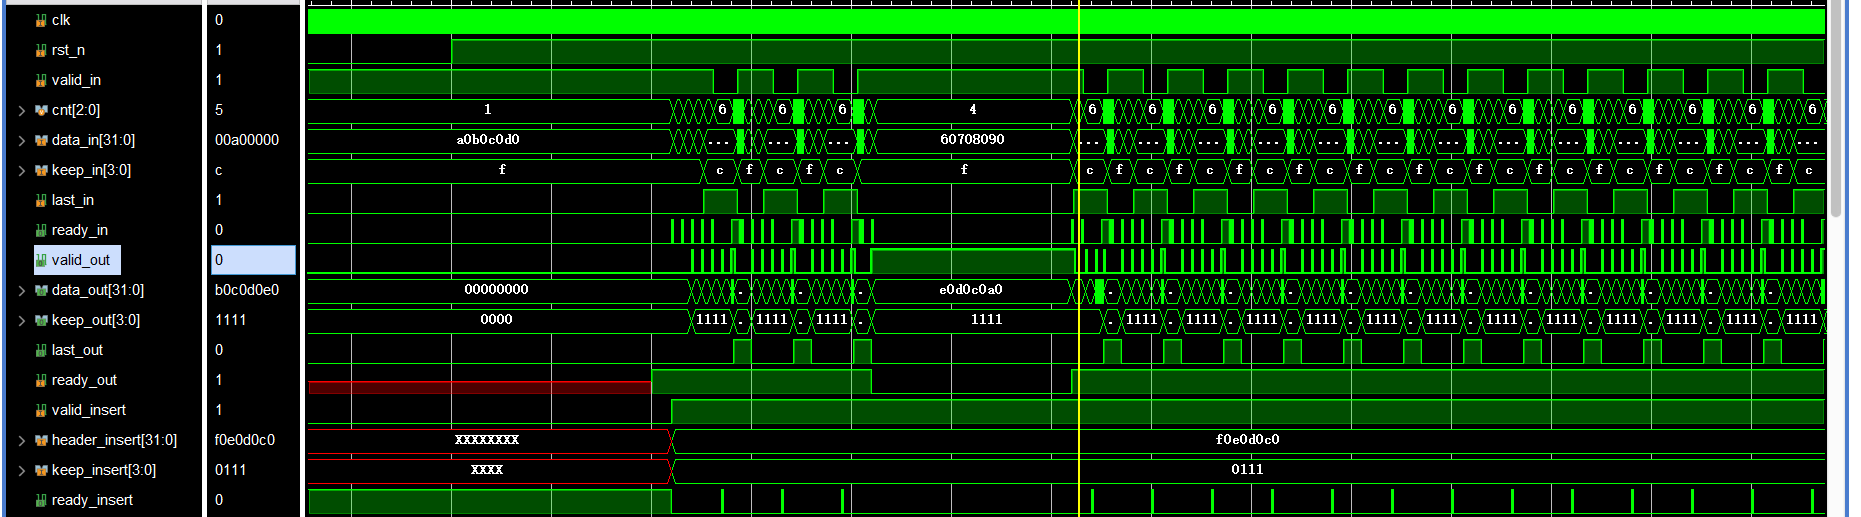 clk 0
rst_n 1
valid_in 1
cnt[2:0] 5 1 6 6 6 4 6 6 6 6 6 6 6 6 6 6 6 6 6
data_in[31:0] 00a00000 a0b0c0d0 ... ... ... 60708090 ... ... ... ... ... ... ... ... ... ... ... ... ...
keep_in[3:0] c f c f c f c f c f c f c f c f c f c f c f c f c f c f c f c f c
last_in 1
ready_in 0
valid_out 0
data_out[31:0] b0c0d0e0 00000000 . . . e0d0c0a0 . . . . . . . . . . . .
keep_out[3:0] 1111 0000 1111 . 1111 . 1111 . 1111 . 1111 . 1111 . 1111 . 1111 . 1111 . 1111 . 1111 . 1111 . 1111 . 1111 . 1111 . 1111
last_out 0
ready_out 1
valid_insert 1
header_insert[31:0] f0e0d0c0 XXXXXXXX f0e0d0c0
keep_insert[3:0] 0111 XXXX 0111
ready_insert 0